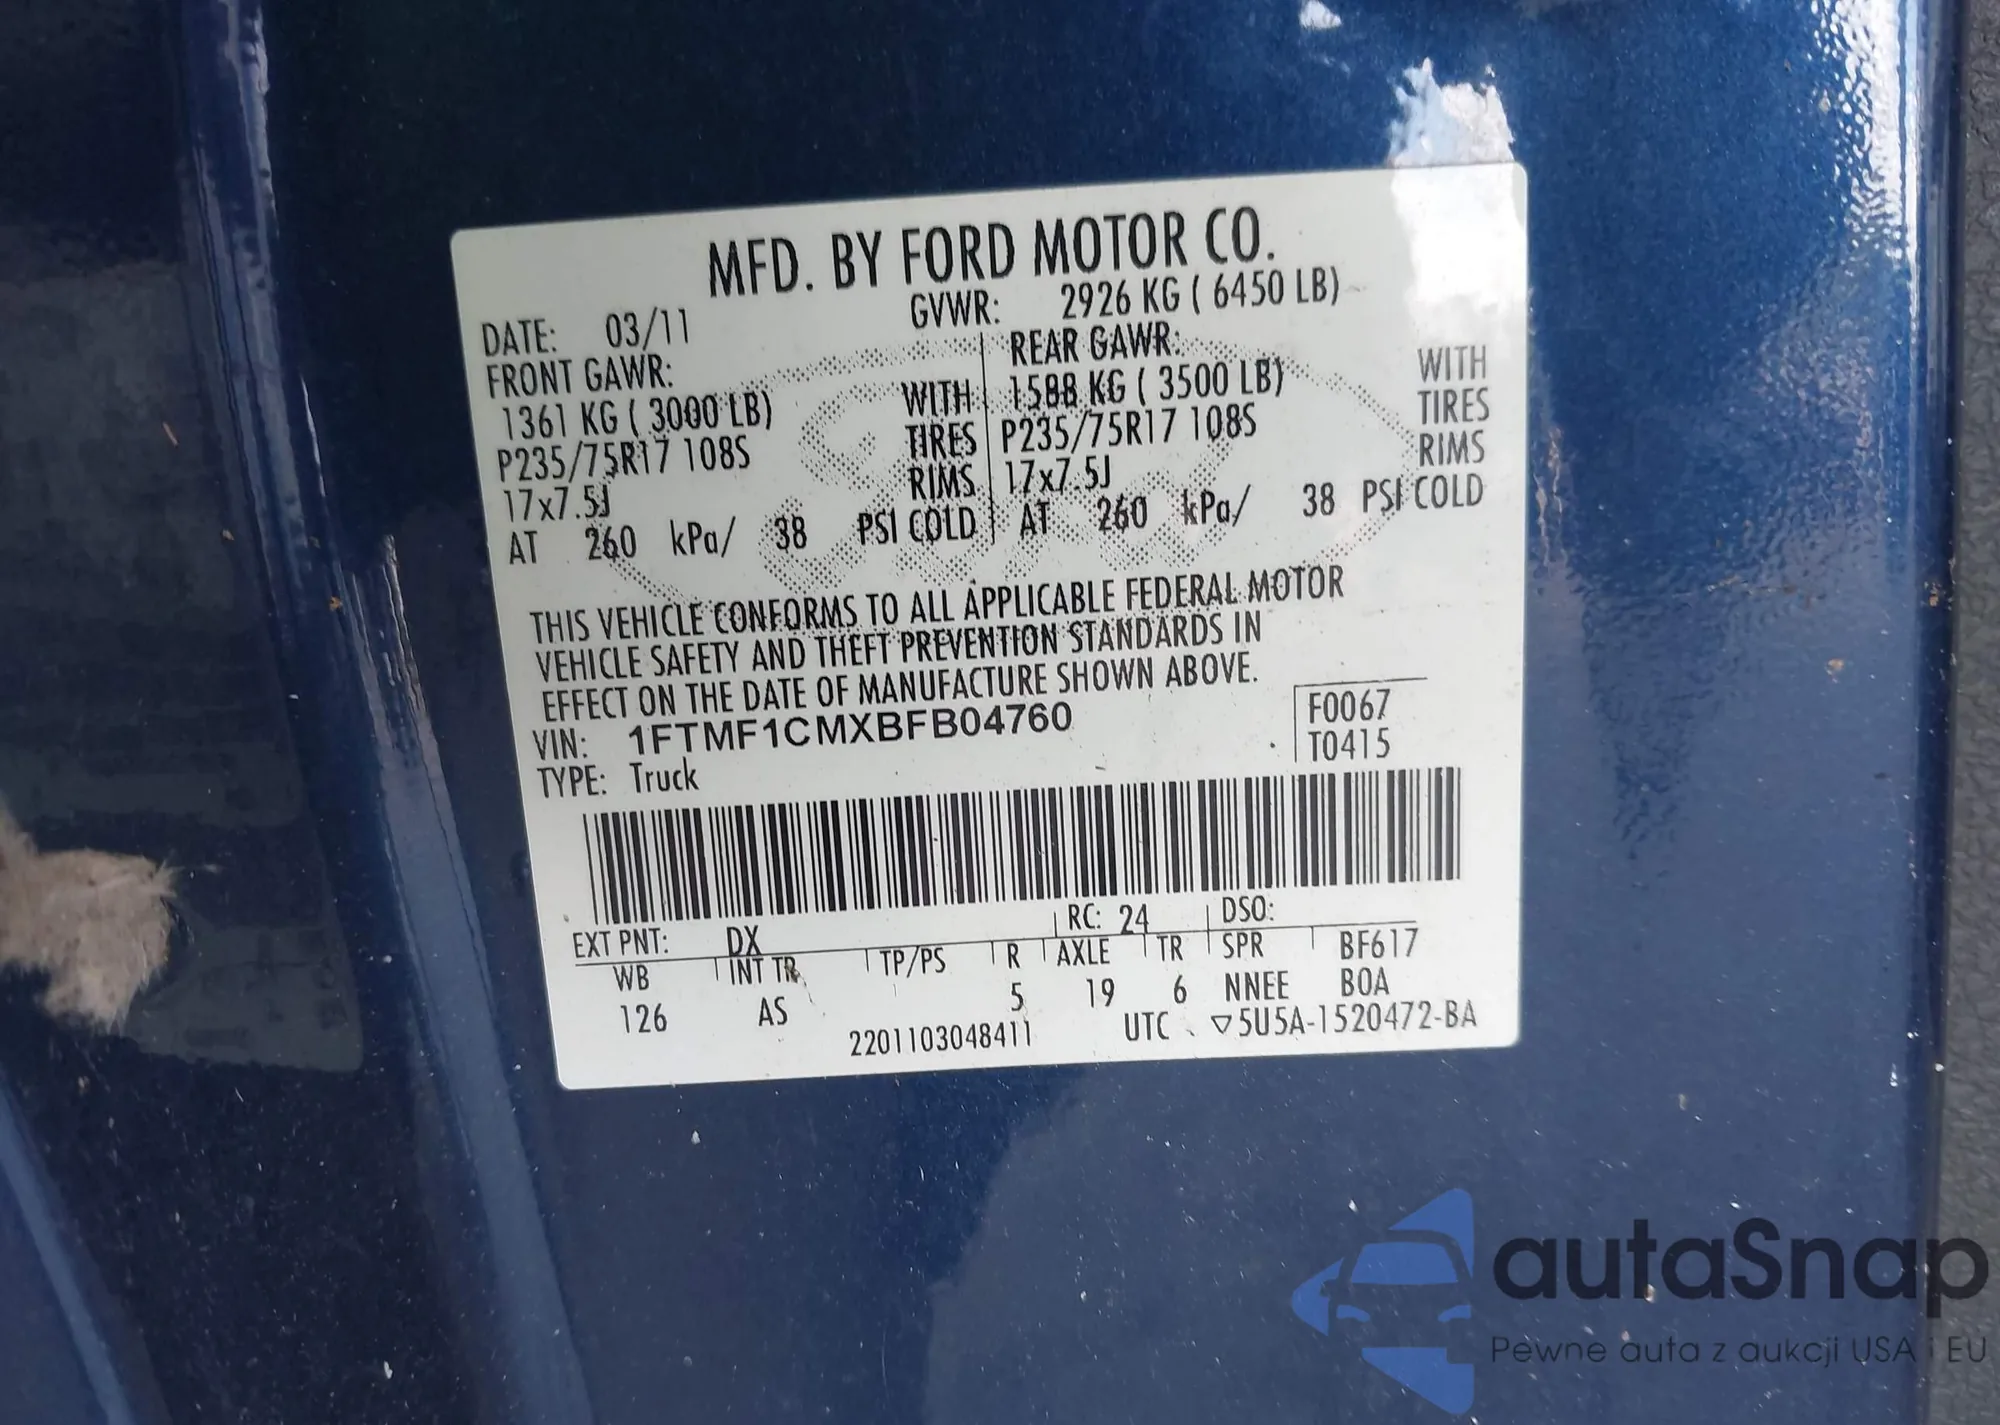 MFD. BY FORD MOTOR CO.
DATE: 03/11 GVWR: 2926 KG ( 6450 LB)
FRONT GAWR: REAR GAWR:
1361 KG ( 3000 LB) WITH 1588 KG ( 3500 LB) WITH
P235/75R17 108S TIRES P235/75R17 108S TIRES
17x7.5J RIMS 17x7.5J RIMS
AT 260 kPa/ 38 PSI COLD AT 260 kPa/ 38 PSI COLD
THIS VEHICLE CONFORMS TO ALL APPLICABLE FEDERAL MOTOR
VEHICLE SAFETY AND THEFT PREVENTION STANDARDS IN
EFFECT ON THE DATE OF MANUFACTURE SHOWN ABOVE.
VIN: 1FTMF1CMXBFB04760 F0067
TYPE: Truck T0415
EXT PNT: DX RC: 24 DSO:
WB INT TR TP/PS R AXLE TR SPR BF617
126 AS 5 19 6 NNEE BOA
2201103048411 UTC ▽5U5A-1520472-BA
autaSnap
Pewne auta z aukcji USA i EU